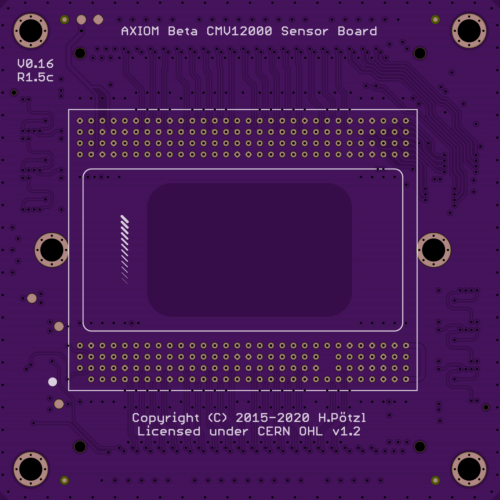 AXIOM Beta CMV12000 Sensor Board
V0.16
R1.5c
Copyright (C) 2015-2020 H.Pötzl
Licensed under CERN OHL v1.2